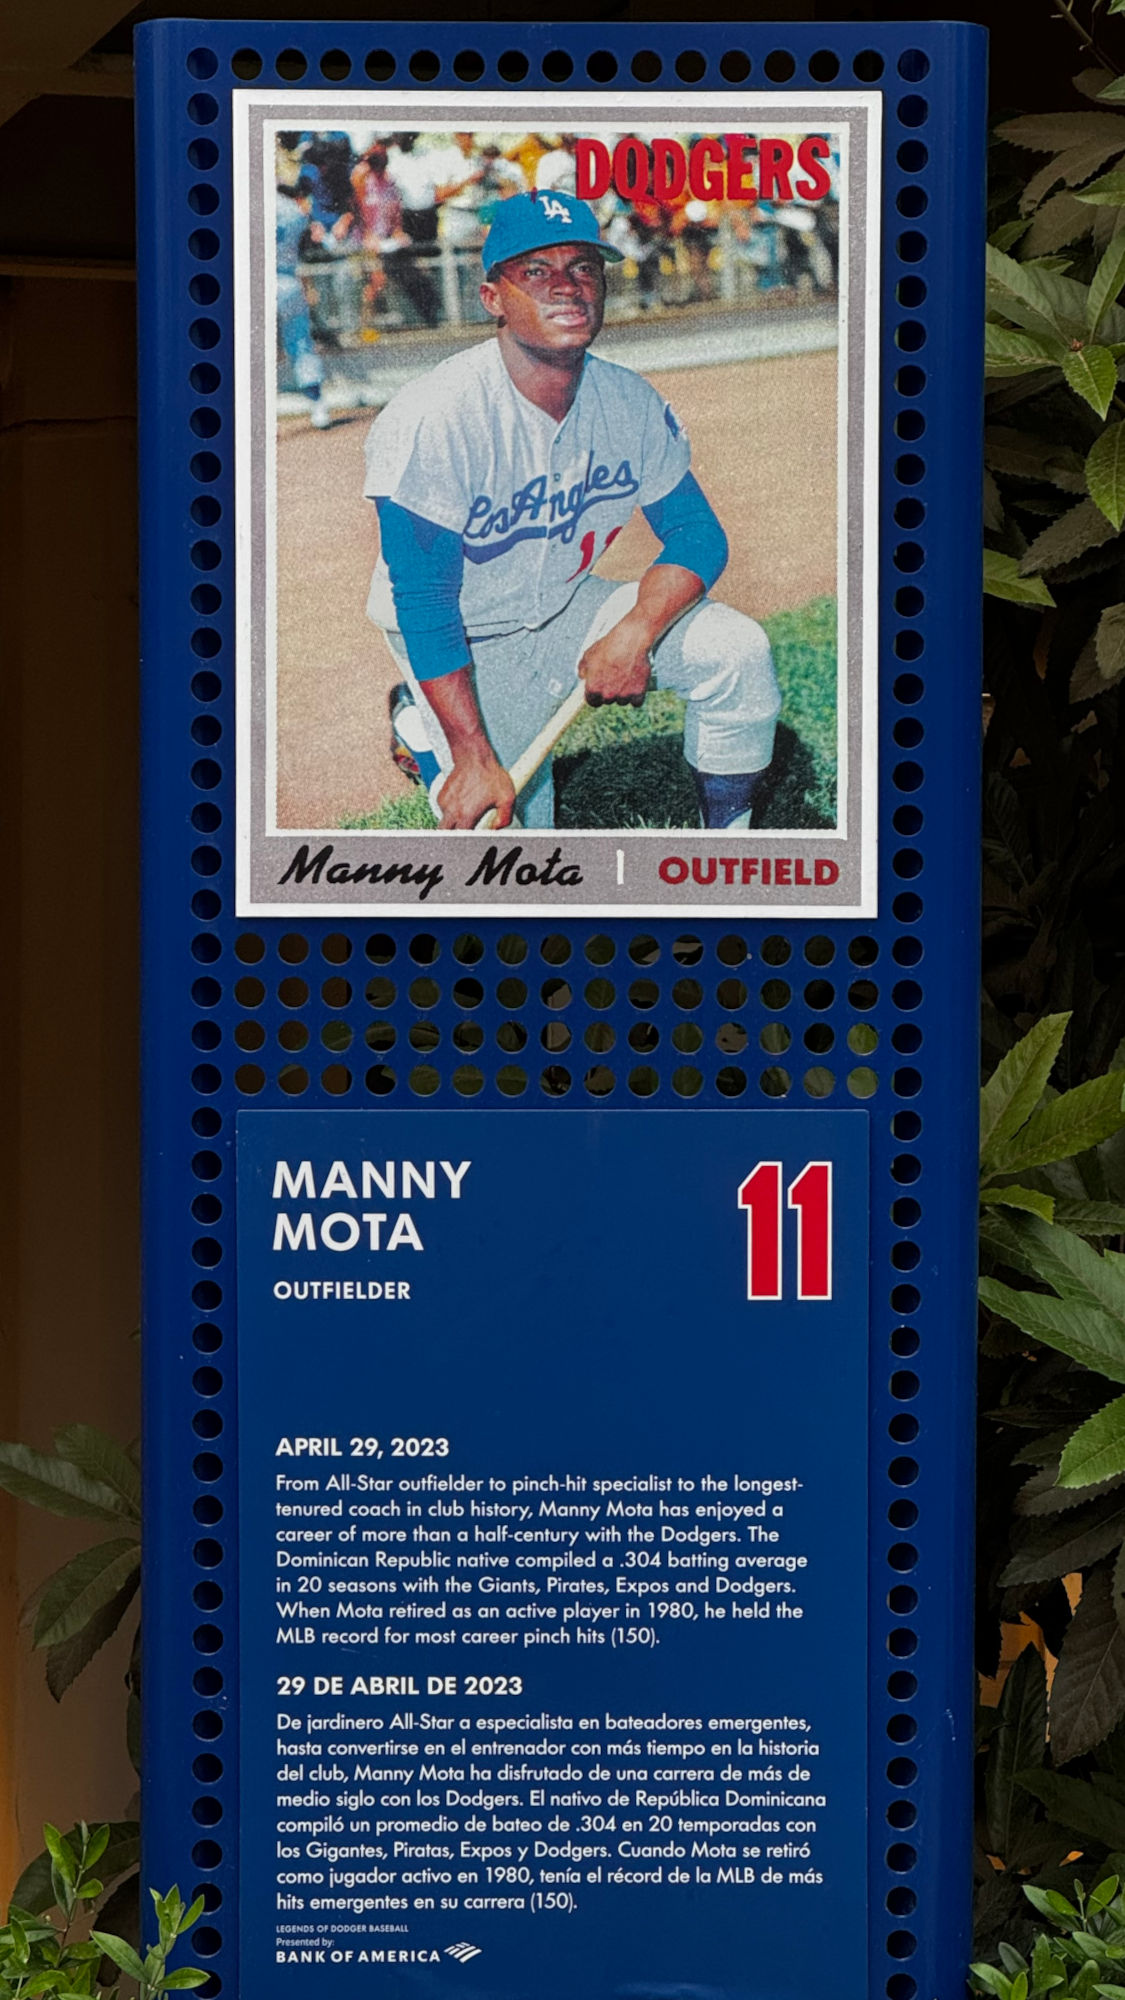 DODGERS
LA
Los Angeles
Manny Mota | OUTFIELD
MANNY
MOTA
11
OUTFIELDER
APRIL 29, 2023
From All-Star outfielder to pinch-hit specialist to the longest-
tenured coach in club history, Manny Mota has enjoyed a
career of more than a half-century with the Dodgers. The
Dominican Republic native compiled a .304 batting average
in 20 seasons with the Giants, Pirates, Expos and Dodgers.
When Mota retired as an active player in 1980, he held the
MLB record for most career pinch hits (150).
29 DE ABRIL DE 2023
De jardinero All-Star a especialista en bateadores emergentes,
hasta convertirse en el entrenador con más tiempo en la historia
del club, Manny Mota ha disfrutado de una carrera de más de
medio siglo con los Dodgers. El nativo de República Dominicana
compiló un promedio de bateo de .304 en 20 temporadas con
los Gigantes, Piratas, Expos y Dodgers. Cuando Mota se retiró
como jugador activo en 1980, tenía el récord de la MLB de más
hits emergentes en su carrera (150).
LEGENDS OF DODGER BASEBALL
Presented by:
BANK OF AMERICA